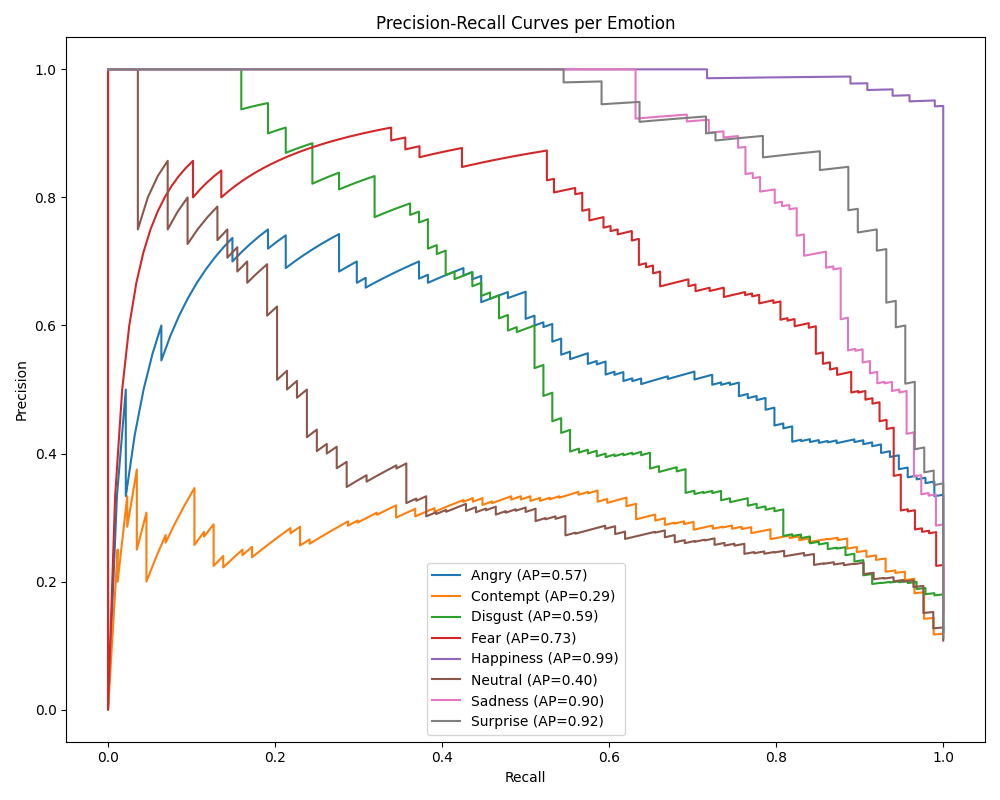 Precision-Recall Curves per Emotion
1.0
0.8
0.6
0.4
0.2
0.0
Precision
Angry (AP=0.57)
Contempt (AP=0.29)
Disgust (AP=0.59)
Fear (AP=0.73)
Happiness (AP=0.99)
Neutral (AP=0.40)
Sadness (AP=0.90)
Surprise (AP=0.92)
0.0 0.2 0.4 0.6 0.8 1.0
Recall